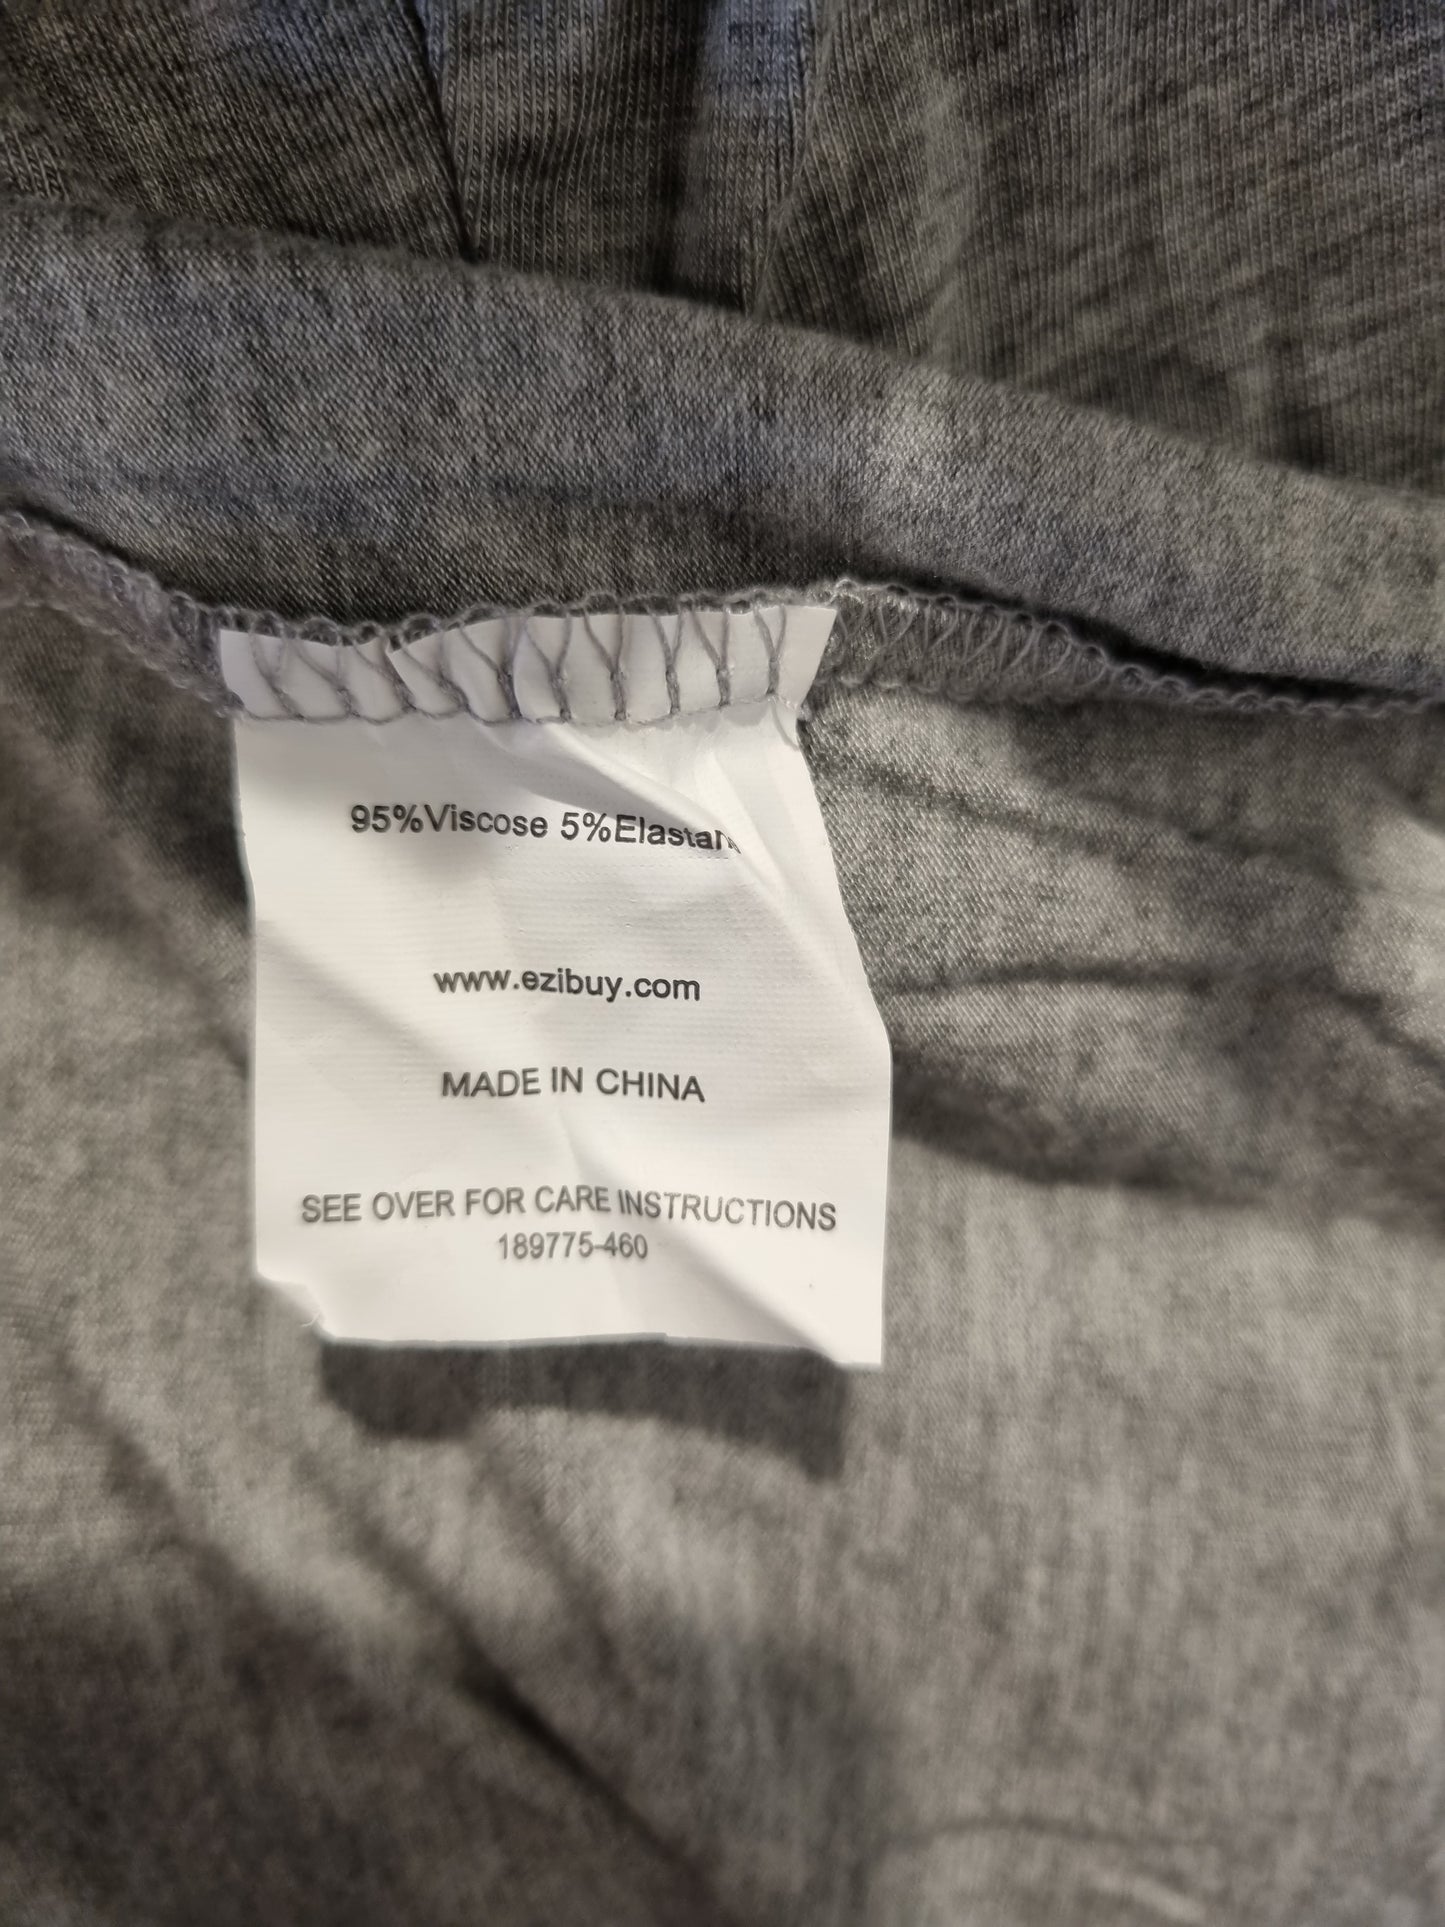 95%Viscose 5%Elastan
www.ezibuy.com
MADE IN CHINA
SEE OVER FOR CARE INSTRUCTIONS
189775-460